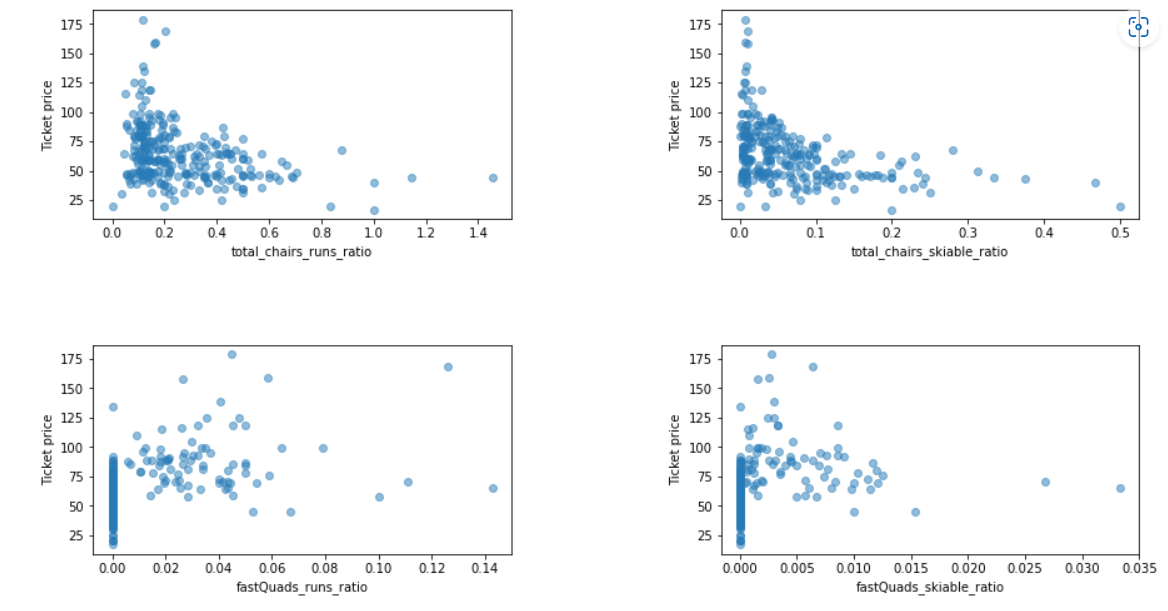 175
150
125
100
75
50
25
Ticket price
0.0 0.2 0.4 0.6 0.8 1.0 1.2 1.4
total_chairs_runs_ratio
175
150
125
100
75
50
25
Ticket price
0.0 0.1 0.2 0.3 0.4 0.5
total_chairs_skiable_ratio
175
150
125
100
75
50
25
Ticket price
0.00 0.02 0.04 0.06 0.08 0.10 0.12 0.14
fastQuads_runs_ratio
175
150
125
100
75
50
25
Ticket price
0.000 0.005 0.010 0.015 0.020 0.025 0.030 0.035
fastQuads_skiable_ratio